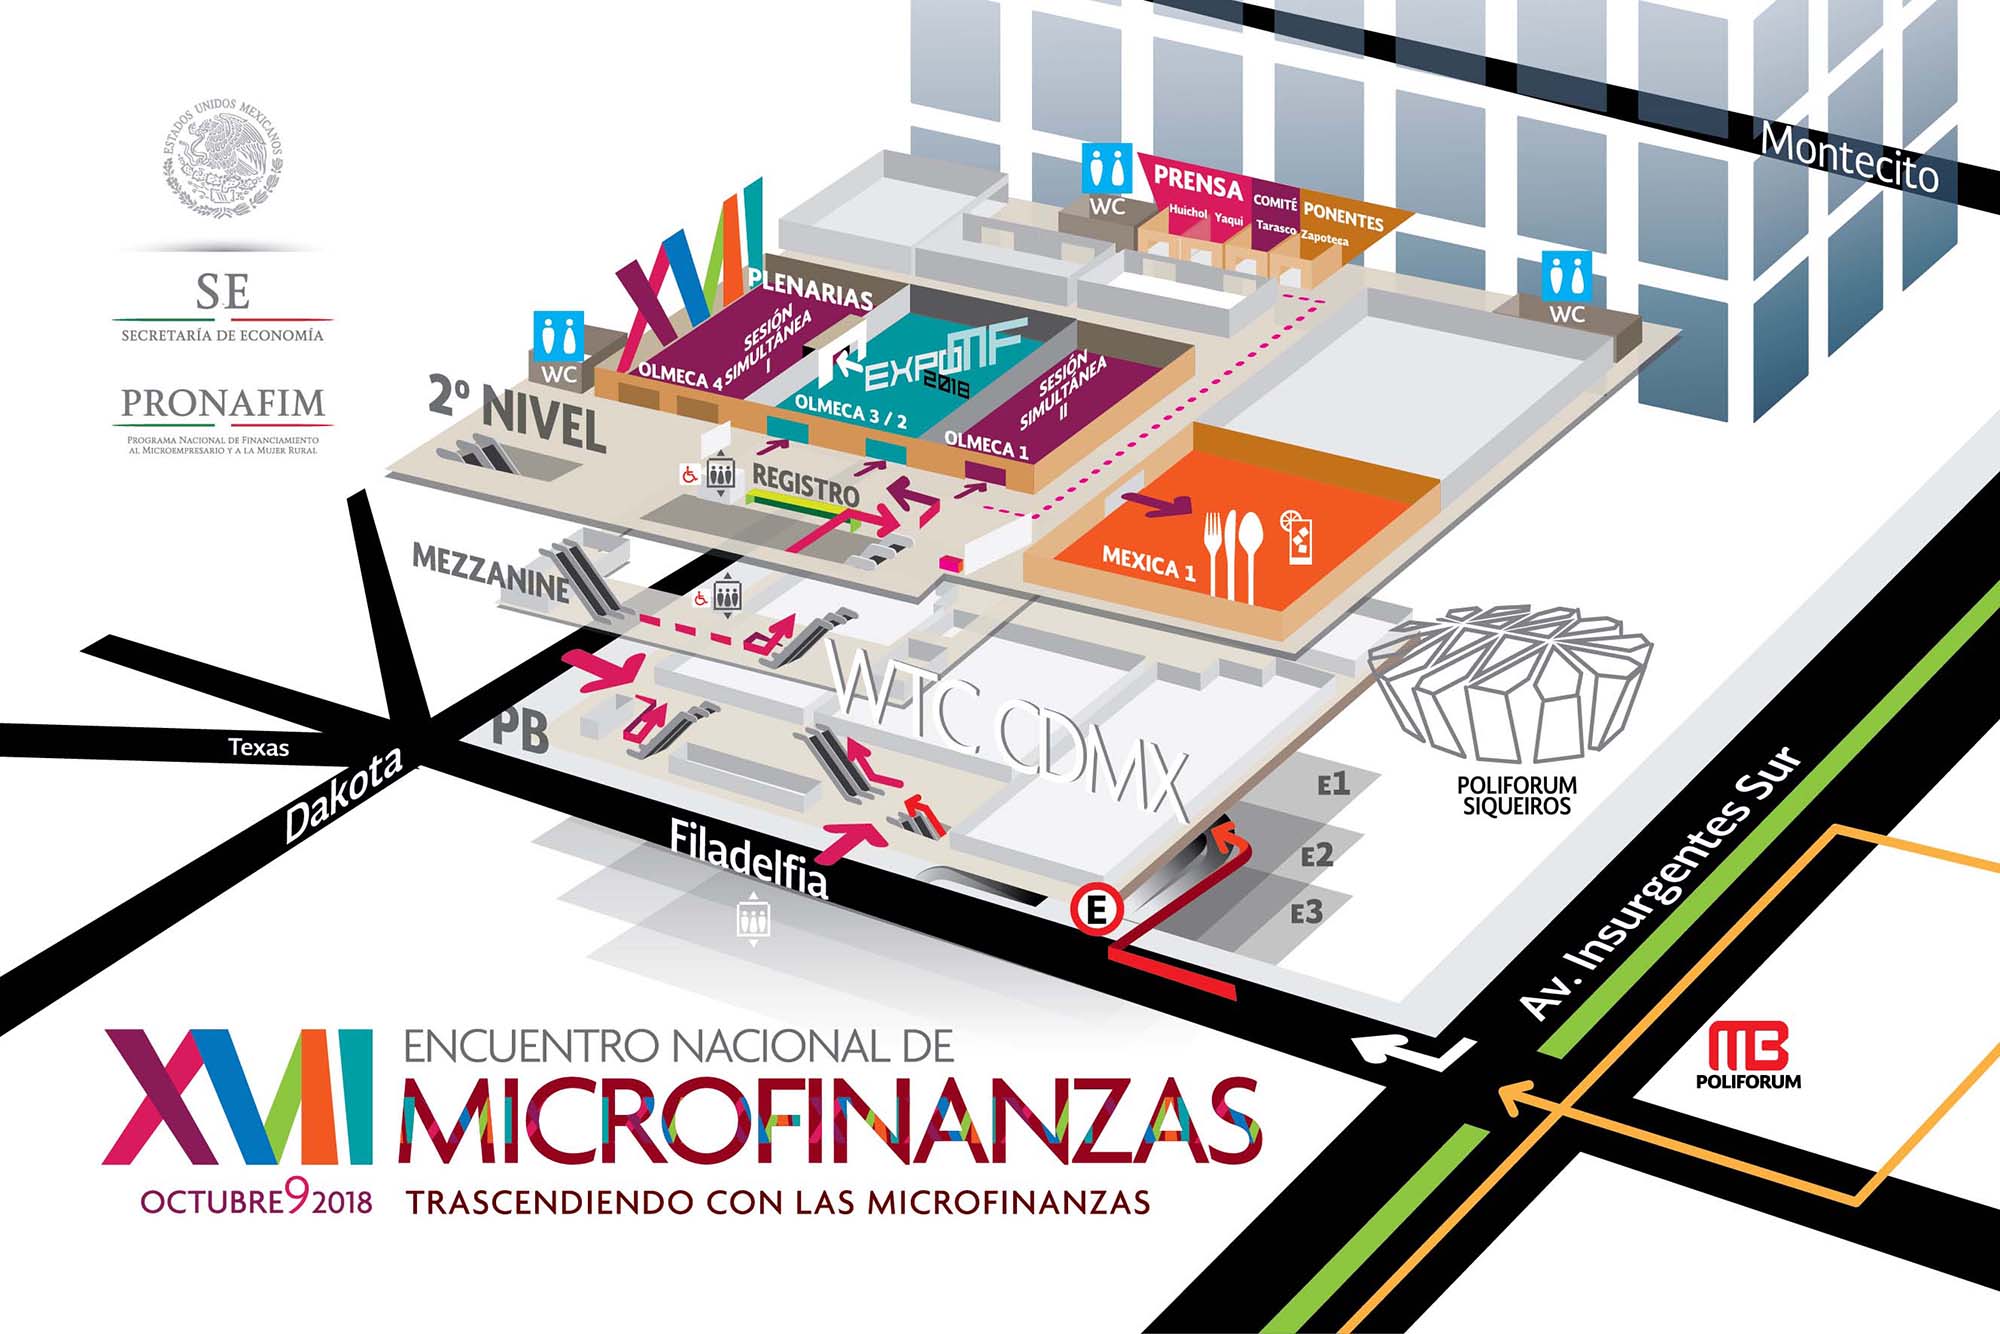 ESTADOS UNIDOS MEXICANOS
SE
SECRETARÍA DE ECONOMÍA
PRONAFIM
PROGRAMA NACIONAL DE FINANCIAMIENTO
AL MICROEMPRESARIO Y A LA MUJER RURAL
Montecito
WC
PRENSA
Huichol Yaqui
COMITÉ
Tarasco
PONENTES
Zapoteca
WC
WC
XVII
PLENARIAS
SESIÓN
SIMULTÁNEA
I
OLMECA 4
EXPOMF
2018
OLMECA 3 / 2
SESIÓN
SIMULTÁNEA
II
OLMECA 1
2º NIVEL
REGISTRO
MEXICA 1
MEZZANINE
WTC CDMX
PB
Texas
Dakota
Filadelfia
E
E1
E2
E3
POLIFORUM
SIQUEIROS
Av. Insurgentes Sur
MB
POLIFORUM
XVII
OCTUBRE 9 2018
ENCUENTRO NACIONAL DE
MICROFINANZAS
TRASCENDIENDO CON LAS MICROFINANZAS